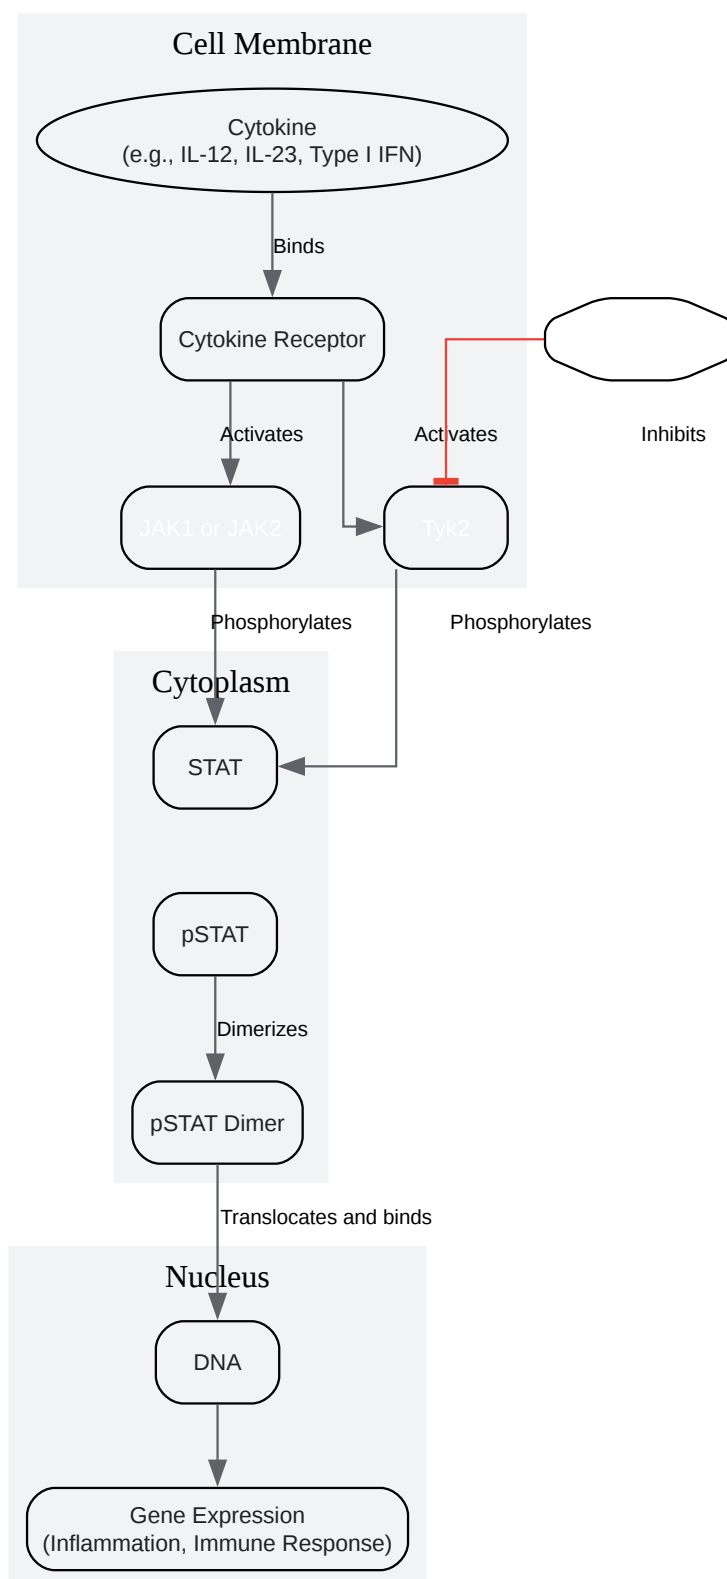 Cell Membrane
Cytokine
(e.g., IL-12, IL-23, Type I IFN)
Binds
Cytokine Receptor
Activates
Activates
Inhibits
JAK1 or JAK2
Tyk2
Phosphorylates
Phosphorylates
Cytoplasm
STAT
pSTAT
Dimerizes
pSTAT Dimer
Translocates and binds
Nucleus
DNA
Gene Expression
(Inflammation, Immune Response)